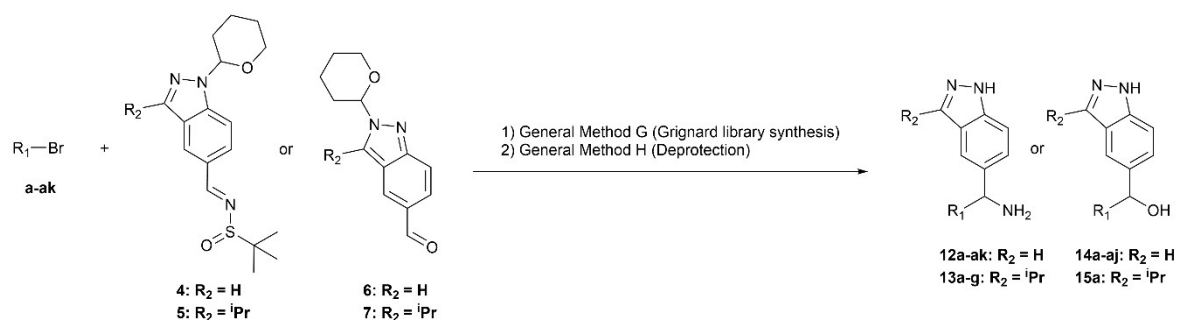 R₁—Br
a-ak
+
N
N
O
R₂
N
S
O
4: R₂ = H
5: R₂ = ⁱPr
or
O
N
N
R₂
O
6: R₂ = H
7: R₂ = ⁱPr
1) General Method G (Grignard library synthesis)
2) General Method H (Deprotection)
N
NH
R₂
R₁
NH₂
12a-ak: R₂ = H
13a-g: R₂ = ⁱPr
or
N
NH
R₂
R₁
OH
14a-aj: R₂ = H
15a: R₂ = ⁱPr